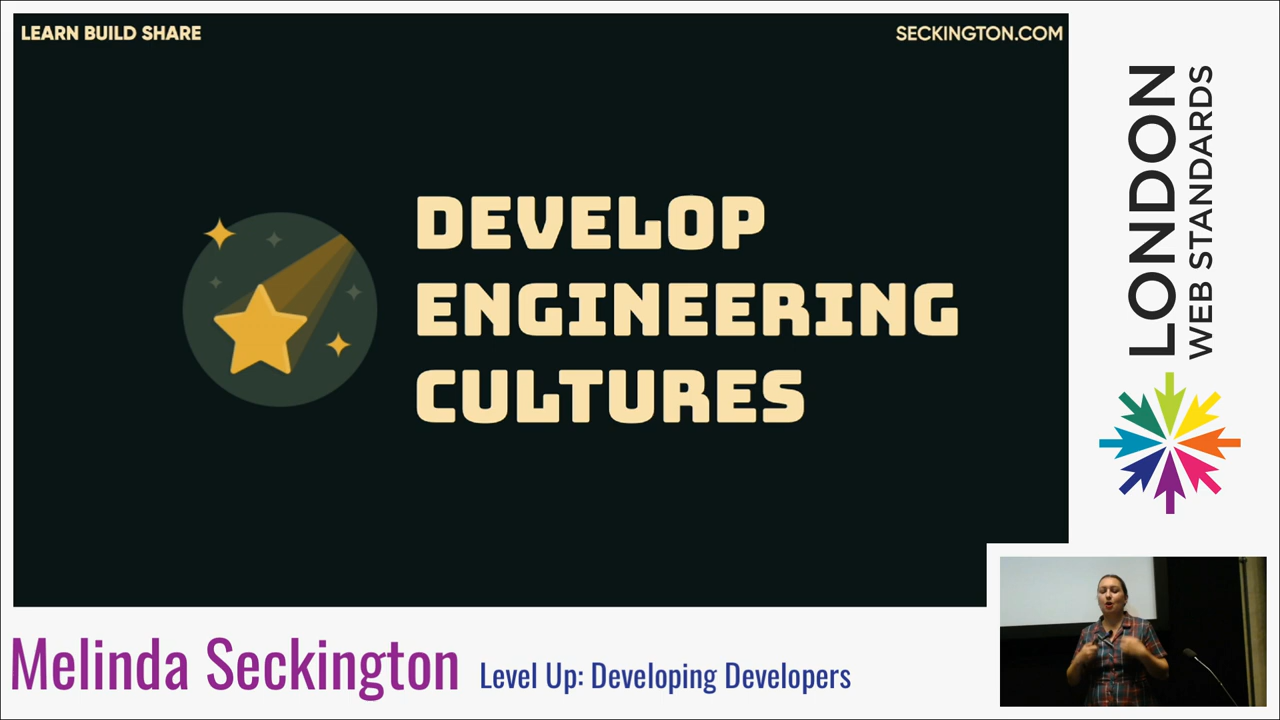 LEARN BUILD SHARE
SECKINGTON.COM
DEVELOP
ENGINEERING
CULTURES
LONDON
WEB STANDARDS
Melinda Seckington
Level Up: Developing Developers